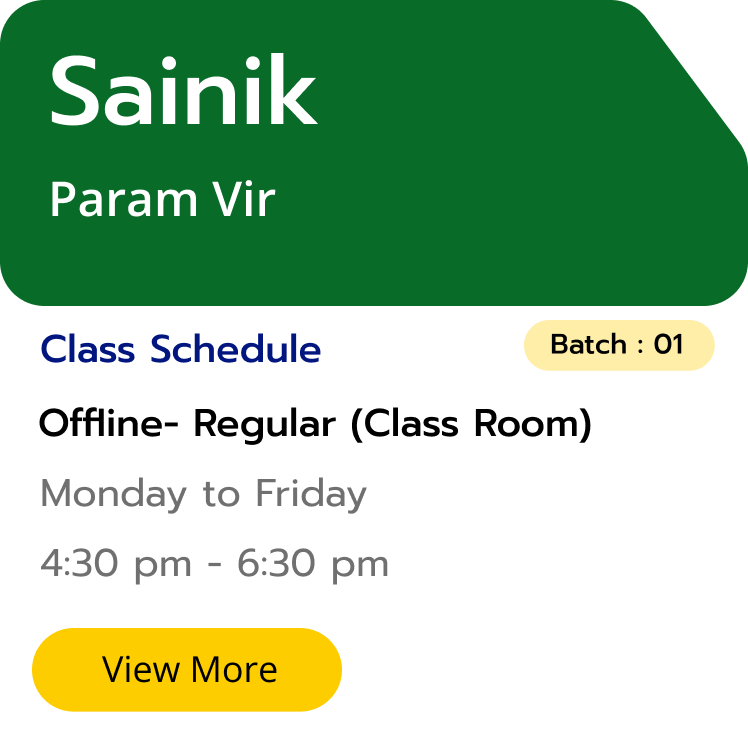 Sainik
Param Vir
Class Schedule
Batch : 01
Offline- Regular (Class Room)
Monday to Friday
4:30 pm - 6:30 pm
View More